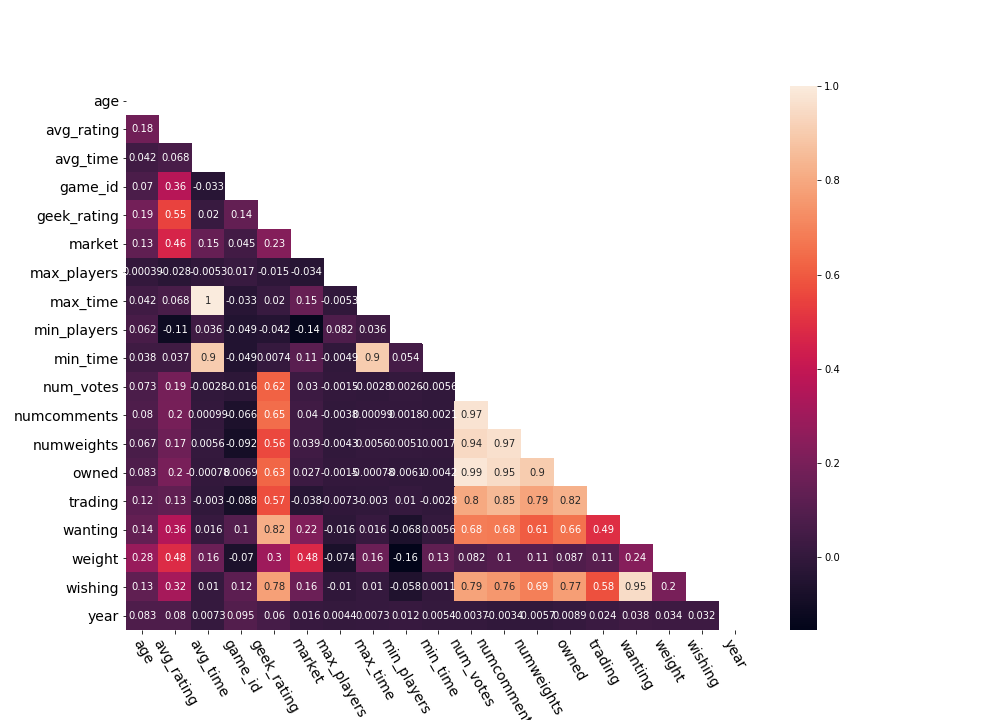 age
avg_rating 0.18
avg_time 0.042 0.068
game_id 0.07 0.36 -0.033
geek_rating 0.19 0.55 0.02 0.14
market 0.13 0.46 0.15 0.045 0.23
max_players 0.00039 -0.028 -0.0053 0.017 -0.015 -0.034
max_time 0.042 0.068 1 -0.033 0.02 0.15 -0.0053
min_players 0.062 -0.11 0.036 -0.049 -0.042 -0.14 0.082 0.036
min_time 0.038 0.037 0.9 -0.049 0.0074 0.11 -0.0049 0.9 0.054
num_votes 0.073 0.19 -0.0028 -0.016 0.62 0.03 -0.0015 -0.0028 0.0026 -0.0056
numcomments 0.08 0.2 0.00099 -0.066 0.65 0.04 -0.0038 0.00099 -0.0018 -0.0021 0.97
numweights 0.067 0.17 0.0056 -0.092 0.56 0.039 -0.0043 0.0056 0.0051 0.0017 0.94 0.97
owned 0.083 0.2 -0.00078 0.0069 0.63 0.027 -0.0015 -0.00078 -0.0061 -0.0042 0.99 0.95 0.9
trading 0.12 0.13 -0.003 -0.088 0.57 -0.038 -0.0073 -0.003 0.01 -0.0028 0.8 0.85 0.79 0.82
wanting 0.14 0.36 0.016 0.1 0.82 0.22 -0.016 0.016 -0.068 0.0056 0.68 0.68 0.61 0.66 0.49
weight 0.28 0.48 0.16 -0.07 0.3 0.48 -0.074 0.16 -0.16 0.13 0.082 0.1 0.11 0.087 0.11 0.24
wishing 0.13 0.32 0.01 0.12 0.78 0.16 -0.01 0.01 -0.058 0.0011 0.79 0.76 0.69 0.77 0.58 0.95 0.2
year 0.083 0.08 0.0073 0.095 0.06 0.016 0.0044 0.0073 0.012 0.0054 0.0037 -0.0034 -0.0057 0.0089 0.024 0.038 0.034 0.032
age avg_rating avg_time game_id geek_rating market max_players max_time min_players min_time num_votes numcomment numweights owned trading wanting weight wishing year
1.0
0.8
0.6
0.4
0.2
0.0